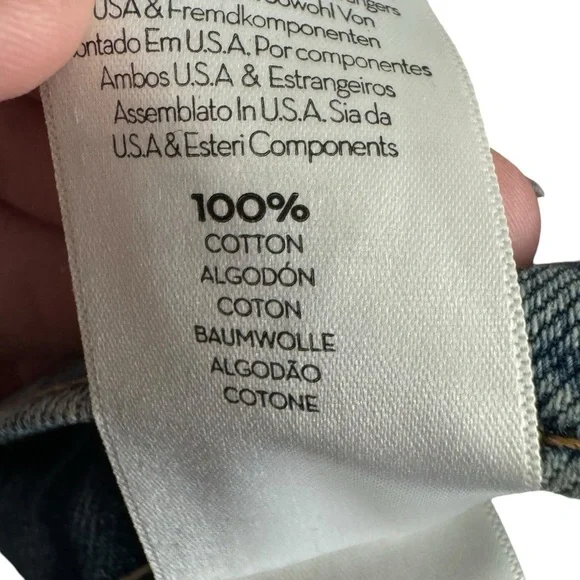 USA & Fremdkomponenten
Em U.S.A. Por componentes
Ambos U.S.A & Estrangeiros
Assemblato In U.S.A. Sia da
U.S.A & Esteri Components
100%
COTTON
ALGODÓN
COTON
BAUMWOLLE
ALGODÃO
COTONE